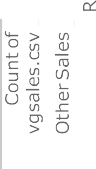 Count of
vgsales.csv
Other Sales
R